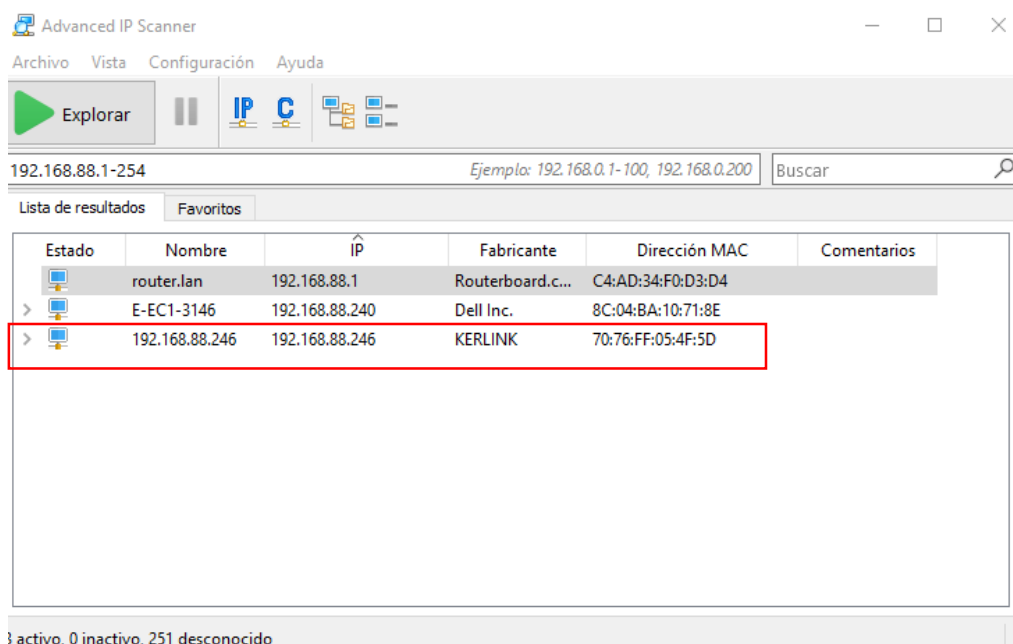 Advanced IP Scanner
Archivo Vista Configuración Ayuda
Explorar IP C
192.168.88.1-254 Ejemplo: 192.168.0.1-100, 192.168.0.200 Buscar
Lista de resultados Favoritos
Estado Nombre IP Fabricante Dirección MAC Comentarios
router.lan 192.168.88.1 Routerboard.c... C4:AD:34:F0:D3:D4
E-EC1-3146 192.168.88.240 Dell Inc. 8C:04:BA:10:71:8E
192.168.88.246 192.168.88.246 KERLINK 70:76:FF:05:4F:5D
3 activo, 0 inactivo, 251 desconocido